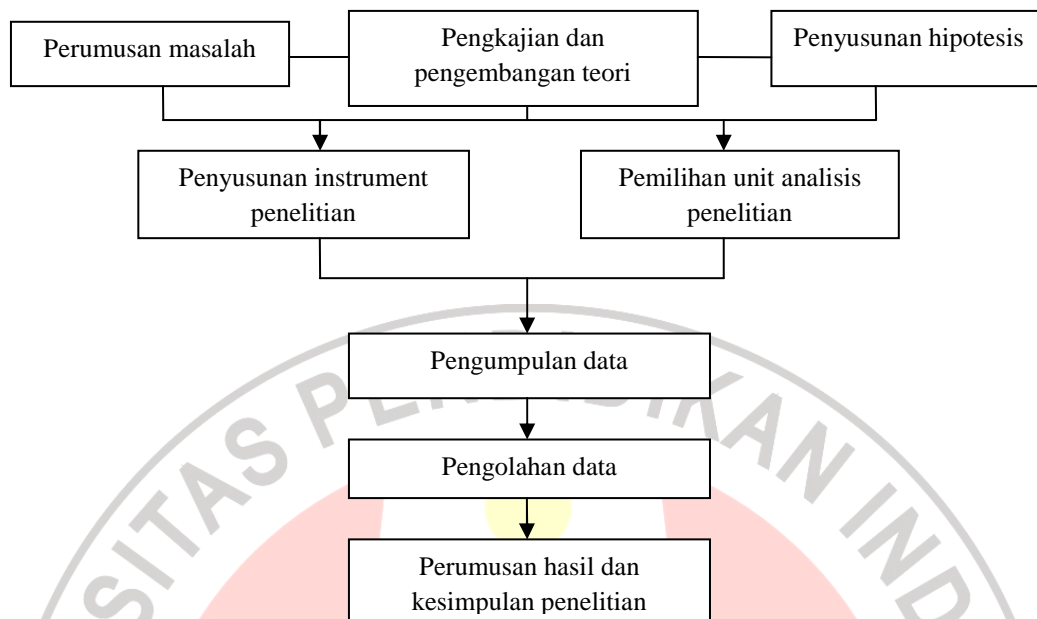 Perumusan masalah
Pengkajian dan
pengembangan teori
Penyusunan hipotesis
Penyusunan instrument
penelitian
Pemilihan unit analisis
penelitian
Pengumpulan data
Pengolahan data
Perumusan hasil dan
kesimpulan penelitian